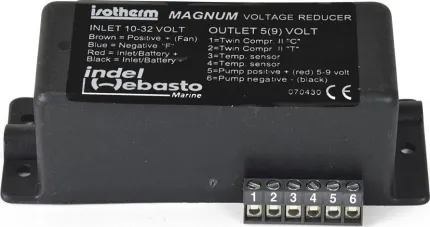 isotherm MAGNUM VOLTAGE REDUCER
INLET 10-32 VOLT
Brown = Positive + (Fan)
Blue = Negative "F"
Red = Inlet/Battery +
Black = Inlet/Battery -
OUTLET 5(9) VOLT
1=Twin Compr. II "C"
2=Twin Compr. II "T"
3=Temp. sensor
4=Temp. sensor
5=Pump positive + (red) 5-9 volt
6=Pump negative - (black)
indel
Webasto
Marine
070430 CE
1 2 3 4 5 6